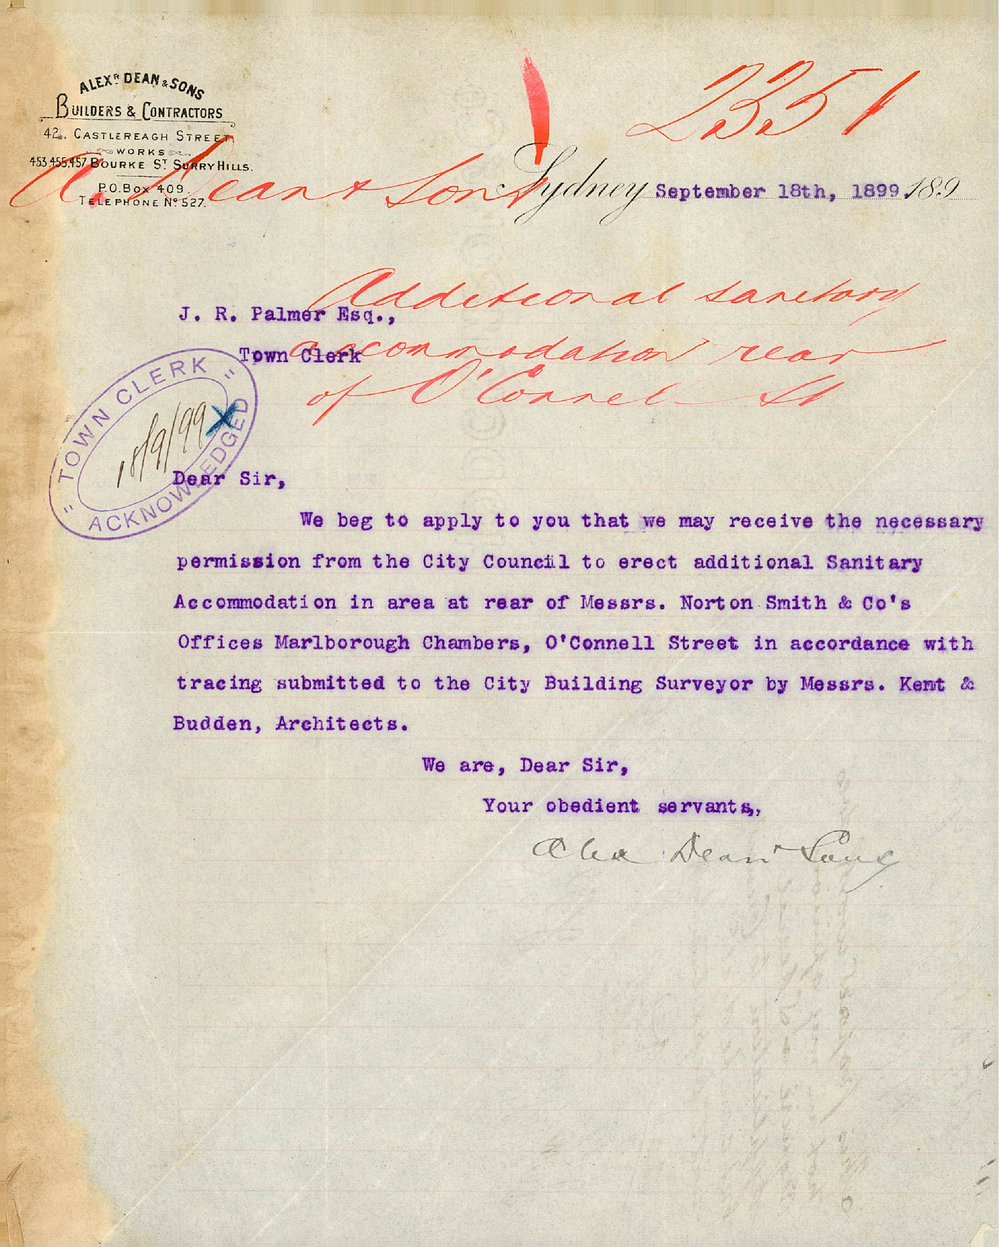 ALEXR DEAN & SONS
BUILDERS & CONTRACTORS
42, CASTLEREAGH STREET
WORKS
453,455,457 BOURKE ST SURRY HILLS.
P.O. BOX 409.
TELEPHONE No 527.
2351
A. Dean & Sons
Sydney September 18th, 1899 189
Additional sanitary
accommodation rear
of O'Connel St
J. R. Palmer Esq.,
Town Clerk
"TOWN CLERK"
18/9/99 X
ACKNOWLEDGED
Dear Sir,
We beg to apply to you that we may receive the necessary
permission from the City Council to erect additional Sanitary
Accommodation in area at rear of Messrs. Norton Smith & Co's
Offices Marlborough Chambers, O'Connell Street in accordance with
tracing submitted to the City Building Surveyor by Messrs. Kent &
Budden, Architects.
We are, Dear Sir,
Your obedient servants,,
Alex Dean & Sons